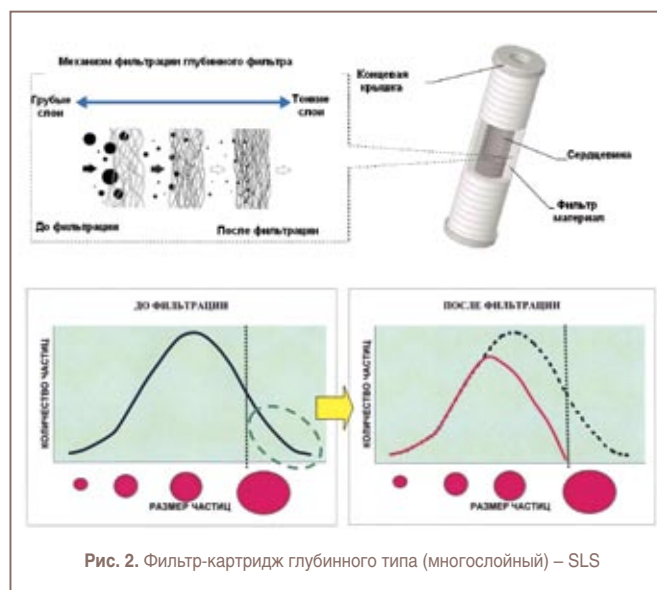 Механизм фильтрации глубинного фильтра
Грубые
слои
Тонкие
слои
До фильтрации
После фильтрации
Концевая
крышка
Сердцевина
Фильтр
материал
ДО ФИЛЬТРАЦИИ
КОЛИЧЕСТВО ЧАСТИЦ
РАЗМЕР ЧАСТИЦ
ПОСЛЕ ФИЛЬТРАЦИИ
КОЛИЧЕСТВО ЧАСТИЦ
РАЗМЕР ЧАСТИЦ
Рис. 2. Фильтр-картридж глубинного типа (многослойный) – SLS